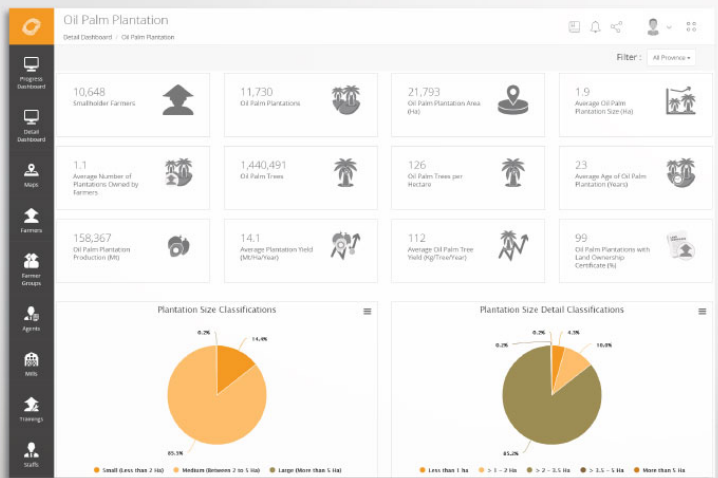 Oil Palm Plantation
Detail Dashboard / Oil Palm Plantation
Filter :
All Province
Progress
Dashboard
Detail
Dashboard
Maps
Farmers
Farmer
Groups
Agents
Mills
Trainings
Staffs
10,648
Smallholder Farmers
11,730
Oil Palm Plantations
21,793
Oil Palm Plantation Area
(Ha)
1.9
Average Oil Palm
Plantation Size (Ha)
1.1
Average Number of
Plantations Owned by
Farmers
1,440,491
Oil Palm Trees
126
Oil Palm Trees per
Hectare
23
Average Age of Oil Palm
Plantation (Years)
158,367
Oil Palm Plantation
Production (Mt)
14.1
Average Plantation Yield
(Mt/Ha/Year)
112
Average Oil Palm Tree
Yield (Kg/Tree/Year)
99
Oil Palm Plantations with
Land Ownership
Certificate (%)
Plantation Size Classifications
0.2%
14.4%
85.5%
Small (Less than 2 Ha)
Medium (Between 2 to 5 Ha)
Large (More than 5 Ha)
Plantation Size Detail Classifications
0.2%
0.2%
4.5%
85.2%
Less than 1 ha
> 1 - 2 Ha
> 2 - 3.5 Ha
> 3.5 - 5 Ha
More than 5 Ha